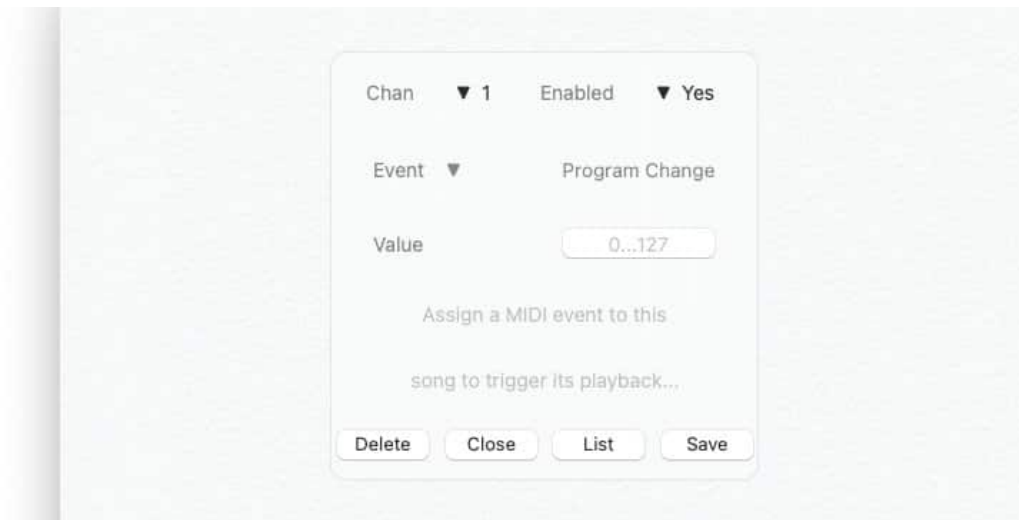 Chan ▼ 1 Enabled ▼ Yes
Event ▼ Program Change
Value 0...127
Assign a MIDI event to this
song to trigger its playback...
Delete Close List Save